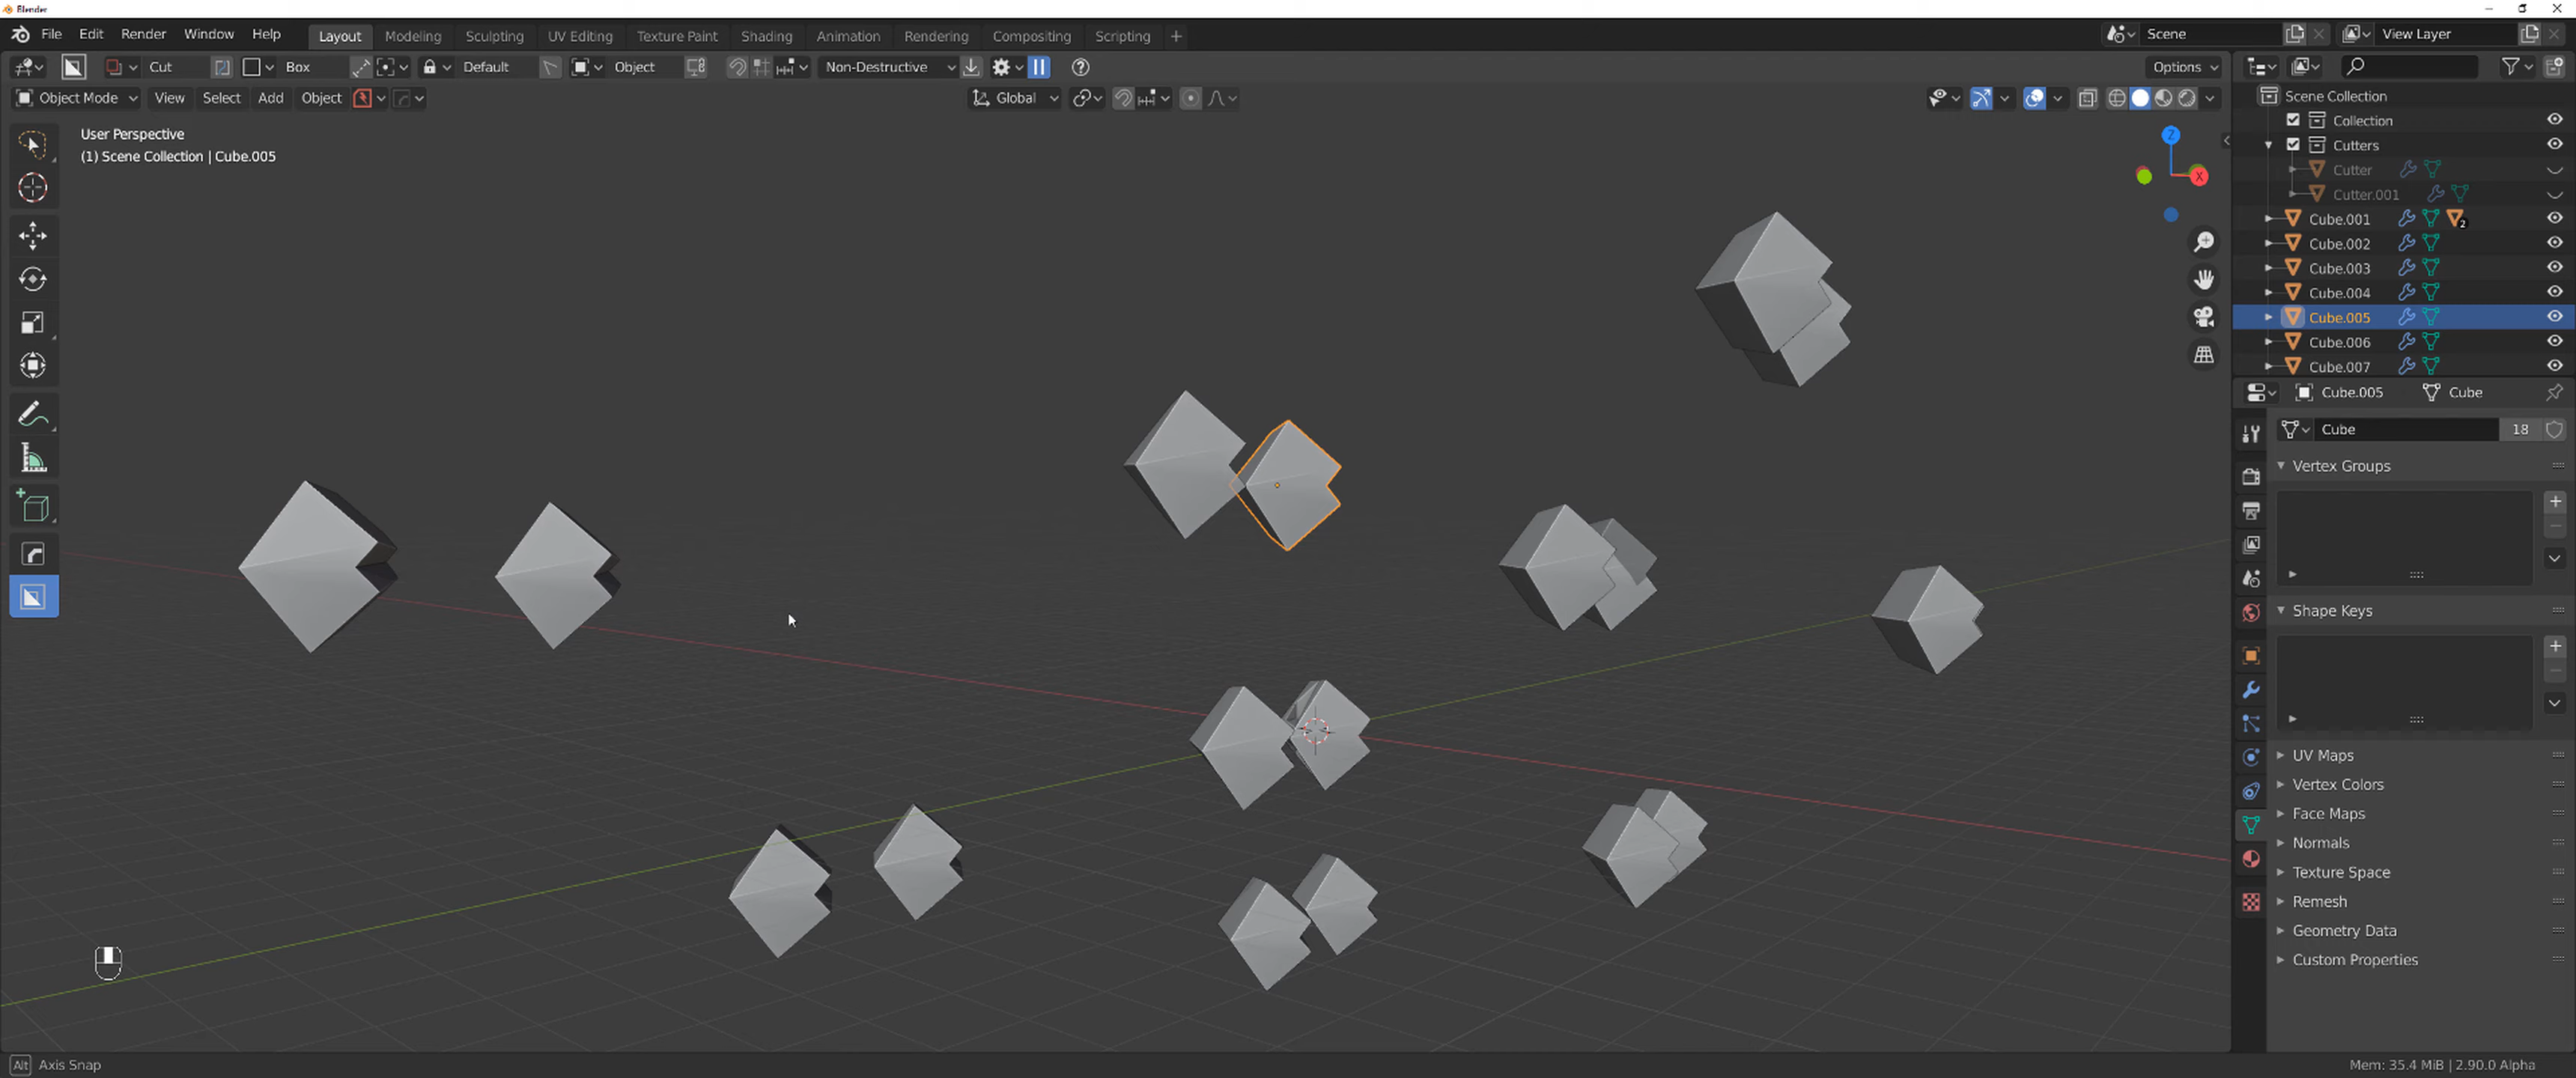 Blender
File Edit Render Window Help Layout Modeling Sculpting UV Editing Texture Paint Shading Animation Rendering Compositing Scripting + Scene View Layer
Cut Box Default Object Non-Destructive Options
Object Mode View Select Add Object Global
User Perspective
(1) Scene Collection | Cube.005
Z
X
Scene Collection
Collection
Cutters
Cutter
Cutter.001
Cube.001 2
Cube.002
Cube.003
Cube.004
Cube.005
Cube.006
Cube.007
Cube.005 Cube
Cube 18
Vertex Groups
Shape Keys
UV Maps
Vertex Colors
Face Maps
Normals
Texture Space
Remesh
Geometry Data
Custom Properties
Alt Axis Snap
Mem: 35.4 MiB | 2.90.0 Alpha